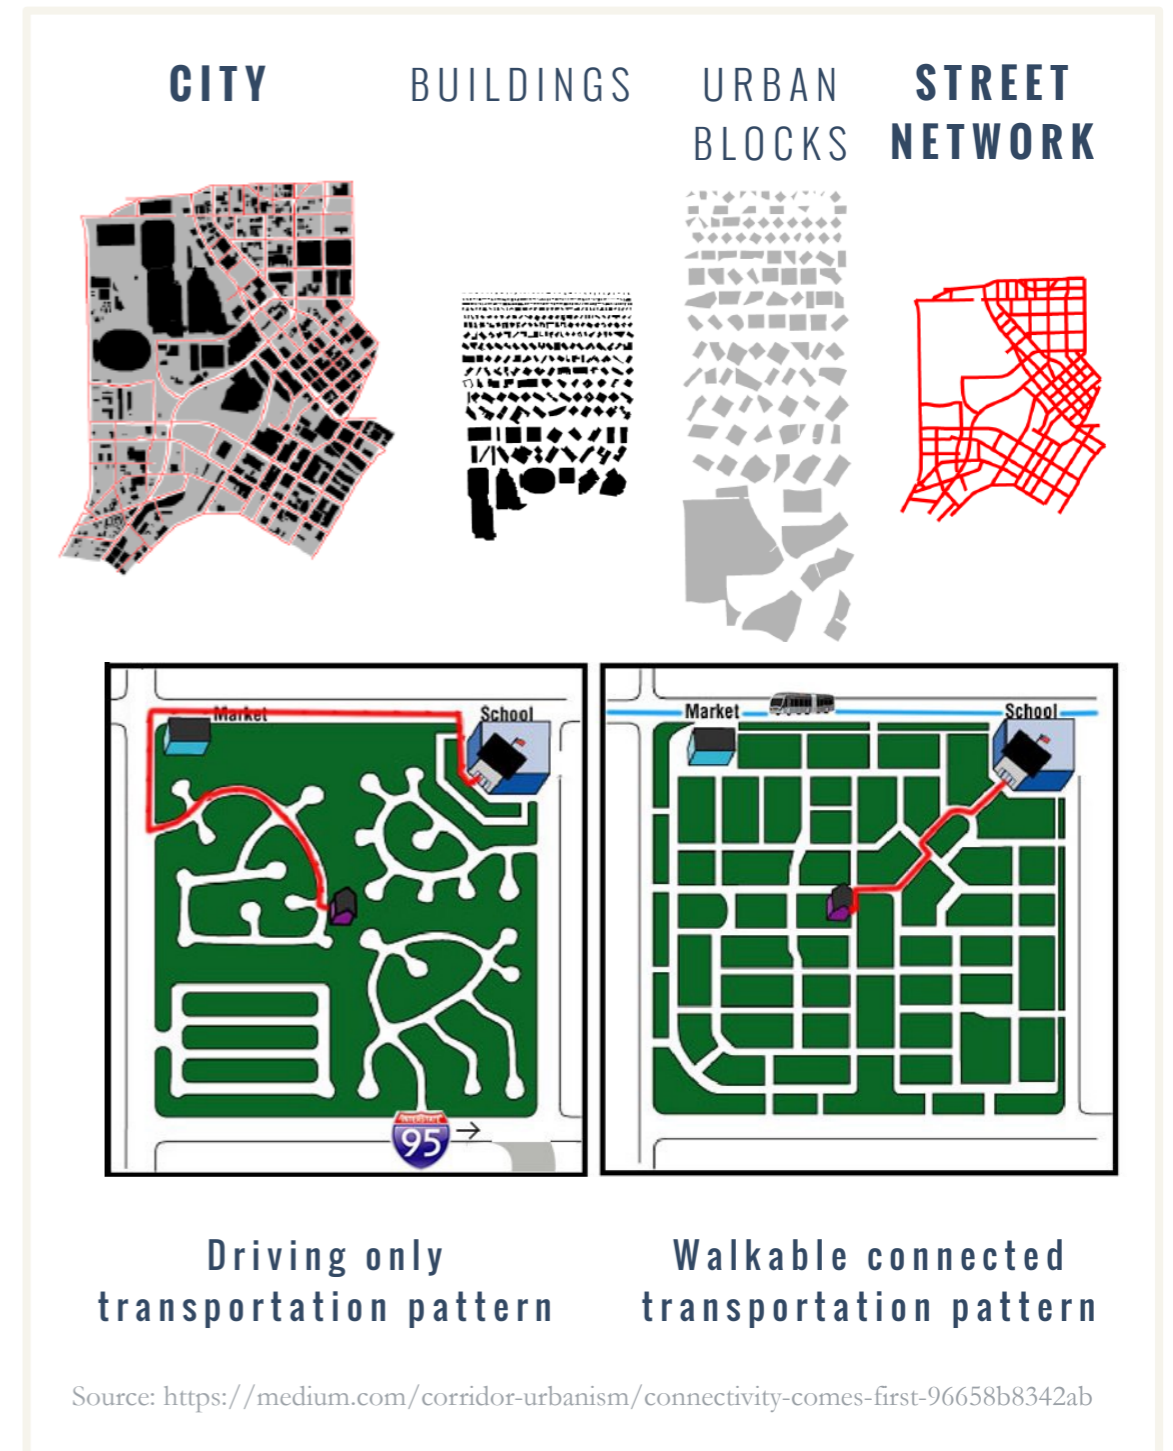 CITY
BUILDINGS
URBAN
BLOCKS
STREET
NETWORK
Market
School
INTERSTATE
95
Market
School
Driving only
transportation pattern
Walkable connected
transportation pattern
Source: https://medium.com/corridor-urbanism/connectivity-comes-first-96658b8342ab